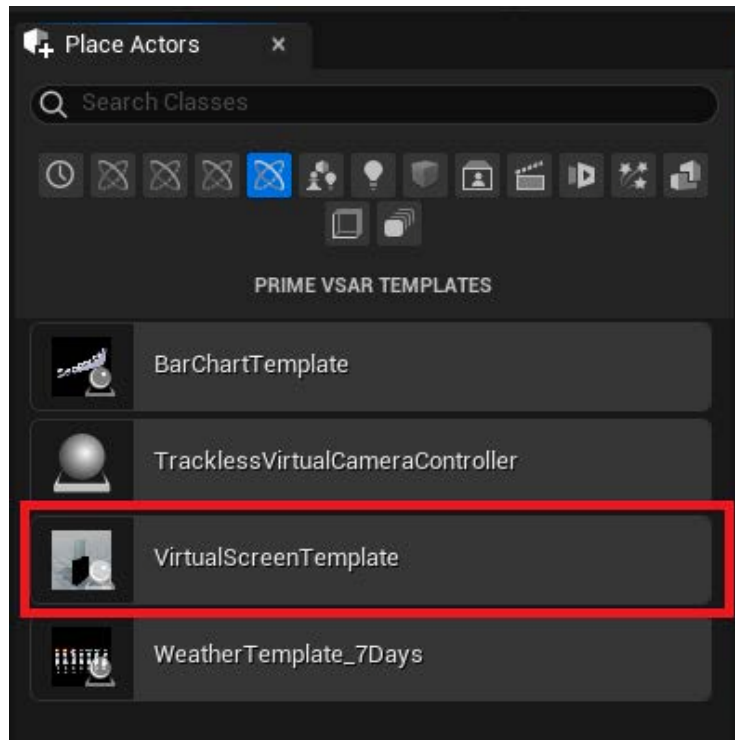 Place Actors
Search Classes
PRIME VSAR TEMPLATES
BarChartTemplate
TracklessVirtualCameraController
VirtualScreenTemplate
WeatherTemplate_7Days